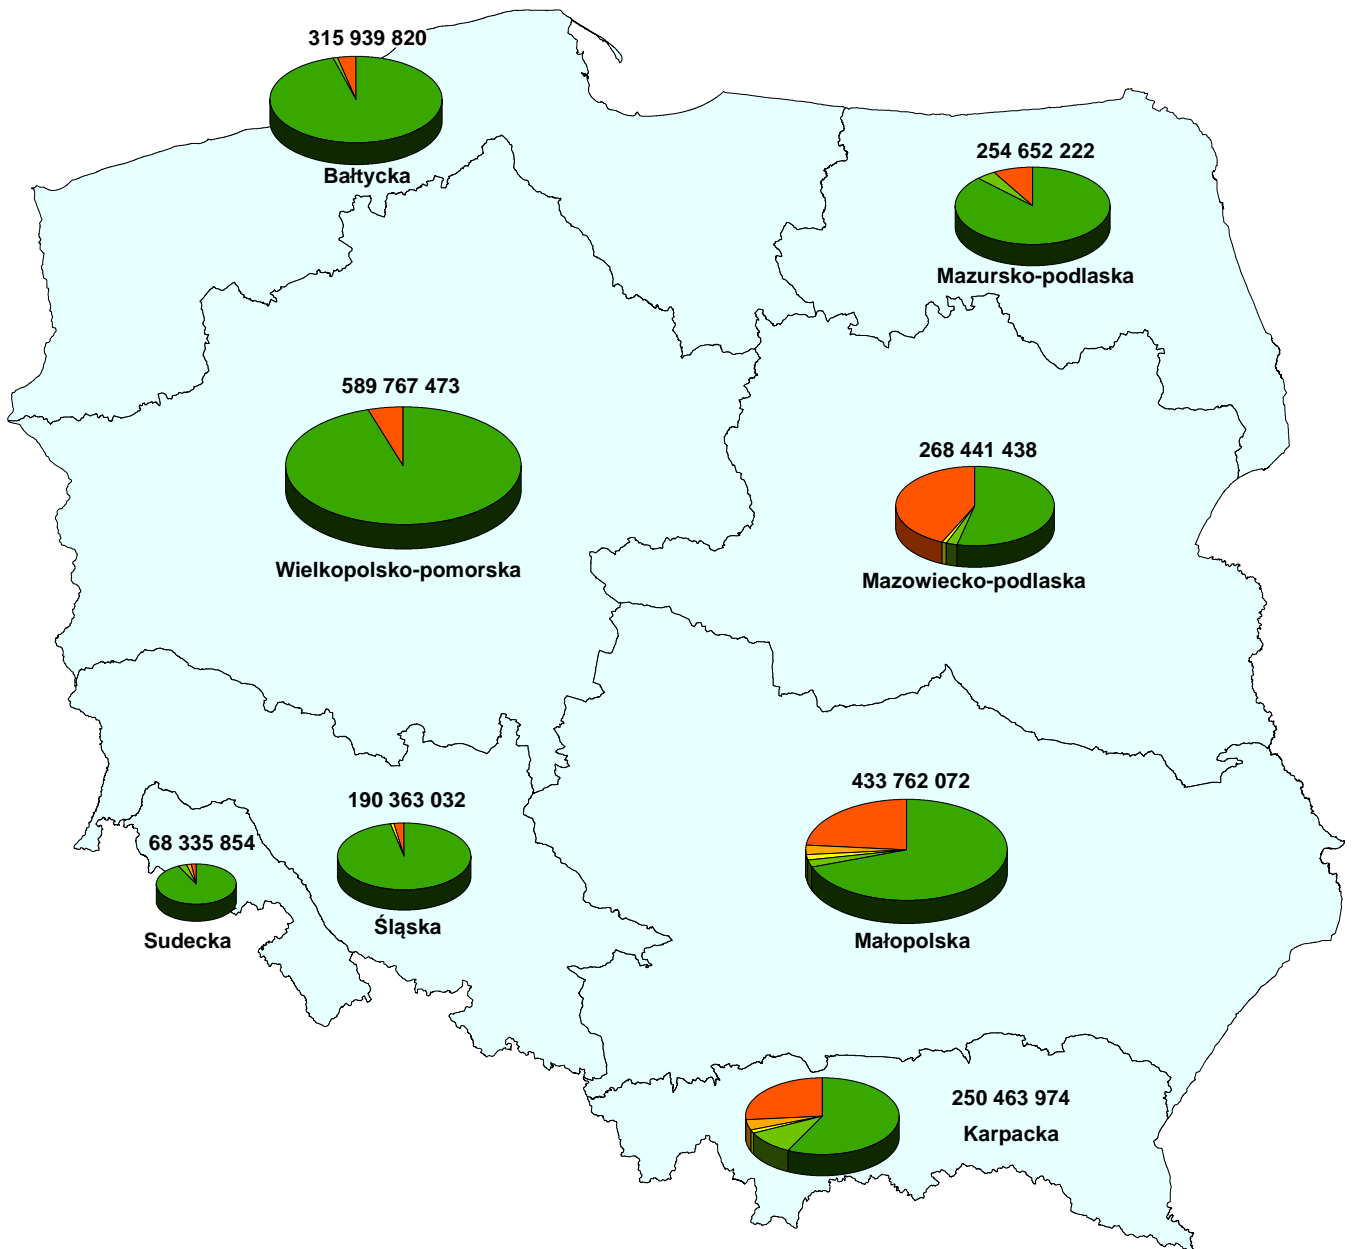 315 939 820
Bałtycka
254 652 222
Mazursko-podlaska
589 767 473
Wielkopolsko-pomorska
268 441 438
Mazowiecko-podlaska
190 363 032
Śląska
68 335 854
Sudecka
433 762 072
Małopolska
250 463 974
Karpacka